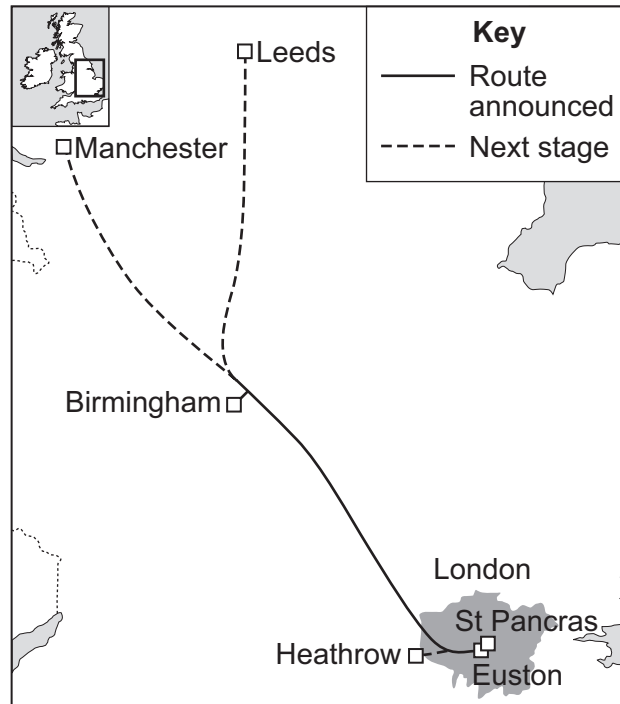 Key
Route
announced
Next stage
Leeds
Manchester
Birmingham
London
St Pancras
Heathrow
Euston